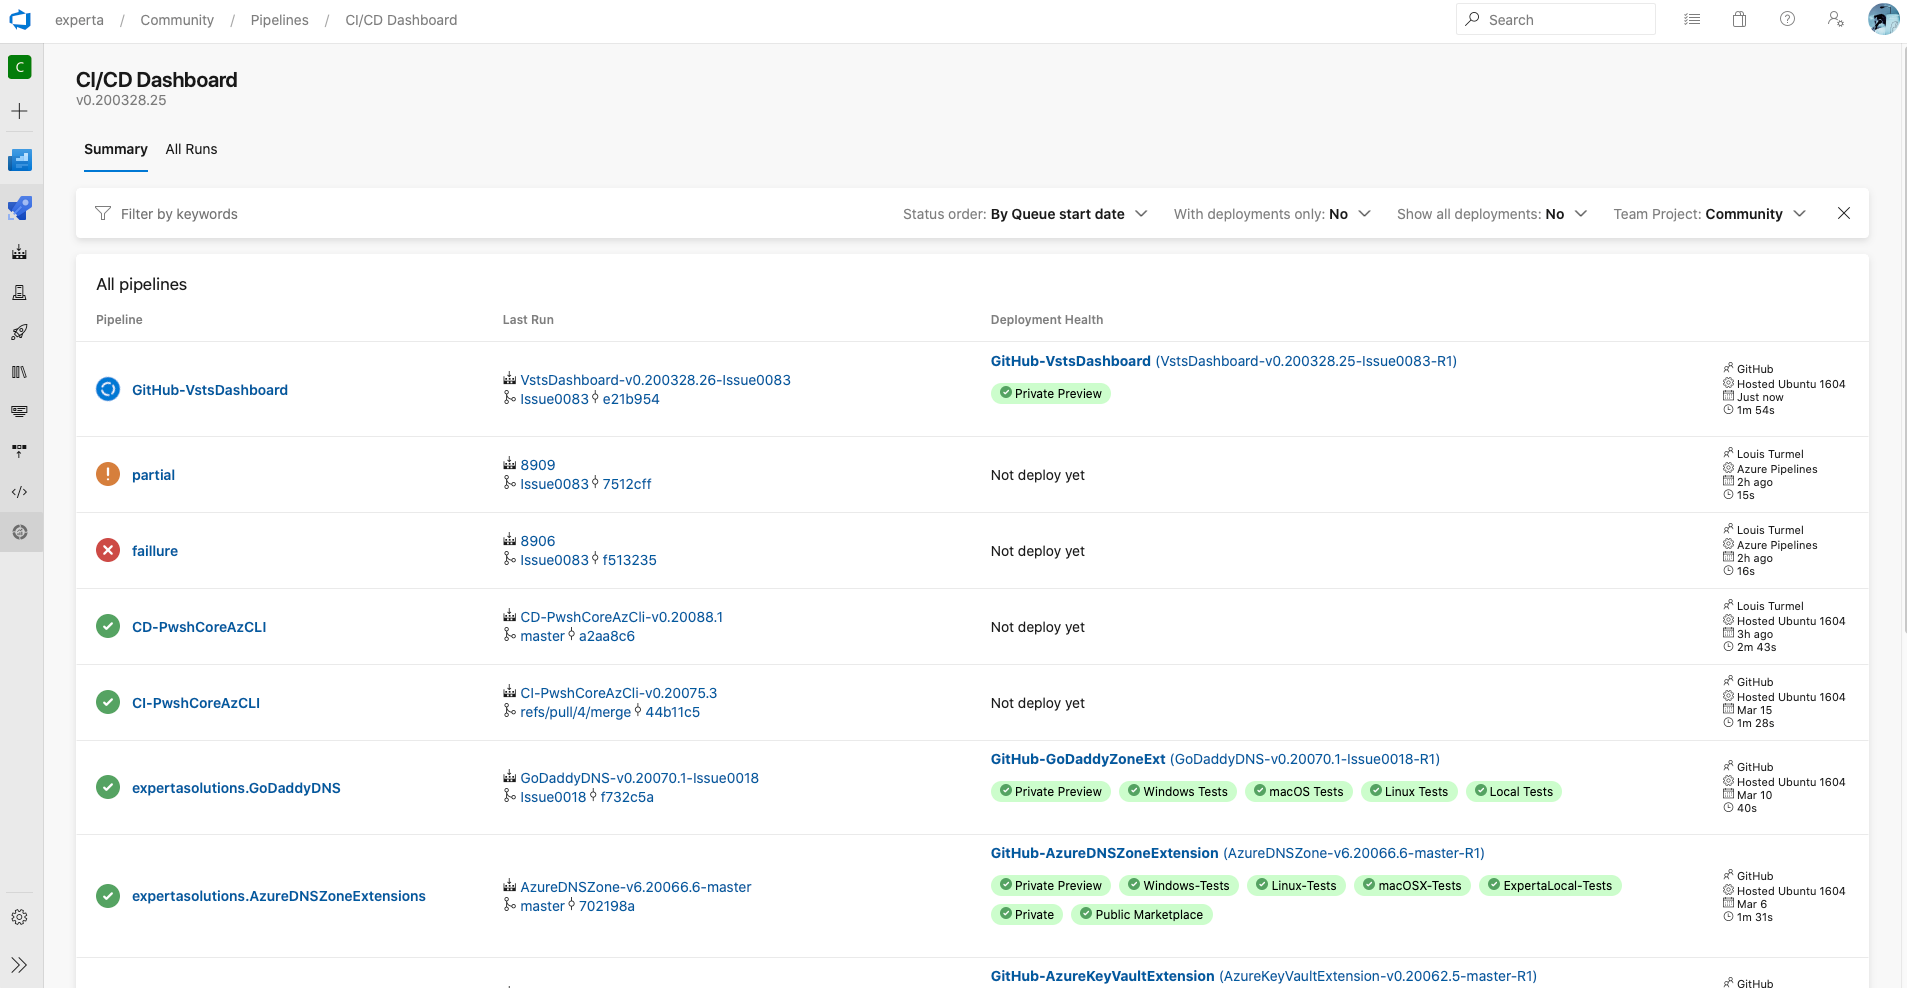 experta / Community / Pipelines / CI/CD Dashboard
Search
C
CI/CD Dashboard
v0.200328.25
Summary
All Runs
Filter by keywords
Status order: By Queue start date
With deployments only: No
Show all deployments: No
Team Project: Community
All pipelines
Pipeline
Last Run
Deployment Health
GitHub-VstsDashboard
VstsDashboard-v0.200328.26-Issue0083
Issue0083 e21b954
GitHub-VstsDashboard (VstsDashboard-v0.200328.25-Issue0083-R1)
Private Preview
GitHub
Hosted Ubuntu 1604
Just now
1m 54s
partial
8909
Issue0083 7512cff
Not deploy yet
Louis Turmel
Azure Pipelines
2h ago
15s
faillure
8906
Issue0083 f513235
Not deploy yet
Louis Turmel
Azure Pipelines
2h ago
16s
CD-PwshCoreAzCLI
CD-PwshCoreAzCli-v0.20088.1
master a2aa8c6
Not deploy yet
Louis Turmel
Hosted Ubuntu 1604
3h ago
2m 43s
CI-PwshCoreAzCLI
CI-PwshCoreAzCli-v0.20075.3
refs/pull/4/merge 44b11c5
Not deploy yet
GitHub
Hosted Ubuntu 1604
Mar 15
1m 28s
expertasolutions.GoDaddyDNS
GoDaddyDNS-v0.20070.1-Issue0018
Issue0018 f732c5a
GitHub-GoDaddyZoneExt (GoDaddyDNS-v0.20070.1-Issue0018-R1)
Private Preview Windows Tests macOS Tests Linux Tests Local Tests
GitHub
Hosted Ubuntu 1604
Mar 10
40s
expertasolutions.AzureDNSZoneExtensions
AzureDNSZone-v6.20066.6-master
master 702198a
GitHub-AzureDNSZoneExtension (AzureDNSZone-v6.20066.6-master-R1)
Private Preview Windows-Tests Linux-Tests macOSX-Tests ExpertaLocal-Tests
Private Public Marketplace
GitHub
Hosted Ubuntu 1604
Mar 6
1m 31s
GitHub-AzureKeyVaultExtension (AzureKeyVaultExtension-v0.20062.5-master-R1)
GitHub